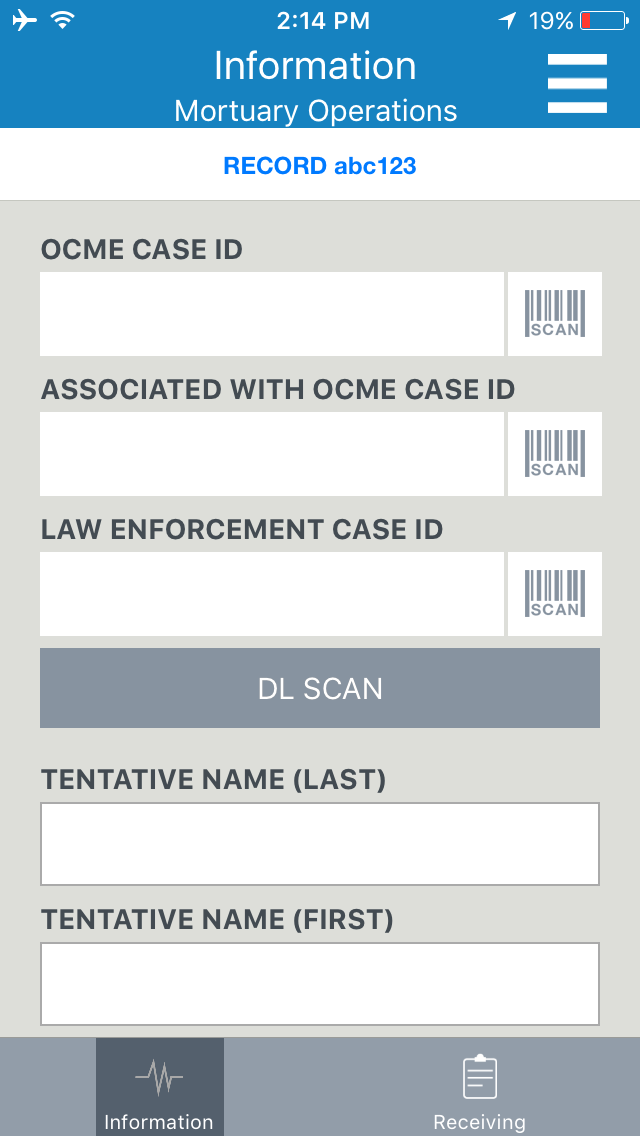 2:14 PM
19%
Information
Mortuary Operations
RECORD abc123
OCME CASE ID
SCAN
ASSOCIATED WITH OCME CASE ID
SCAN
LAW ENFORCEMENT CASE ID
SCAN
DL SCAN
TENTATIVE NAME (LAST)
TENTATIVE NAME (FIRST)
Information
Receiving